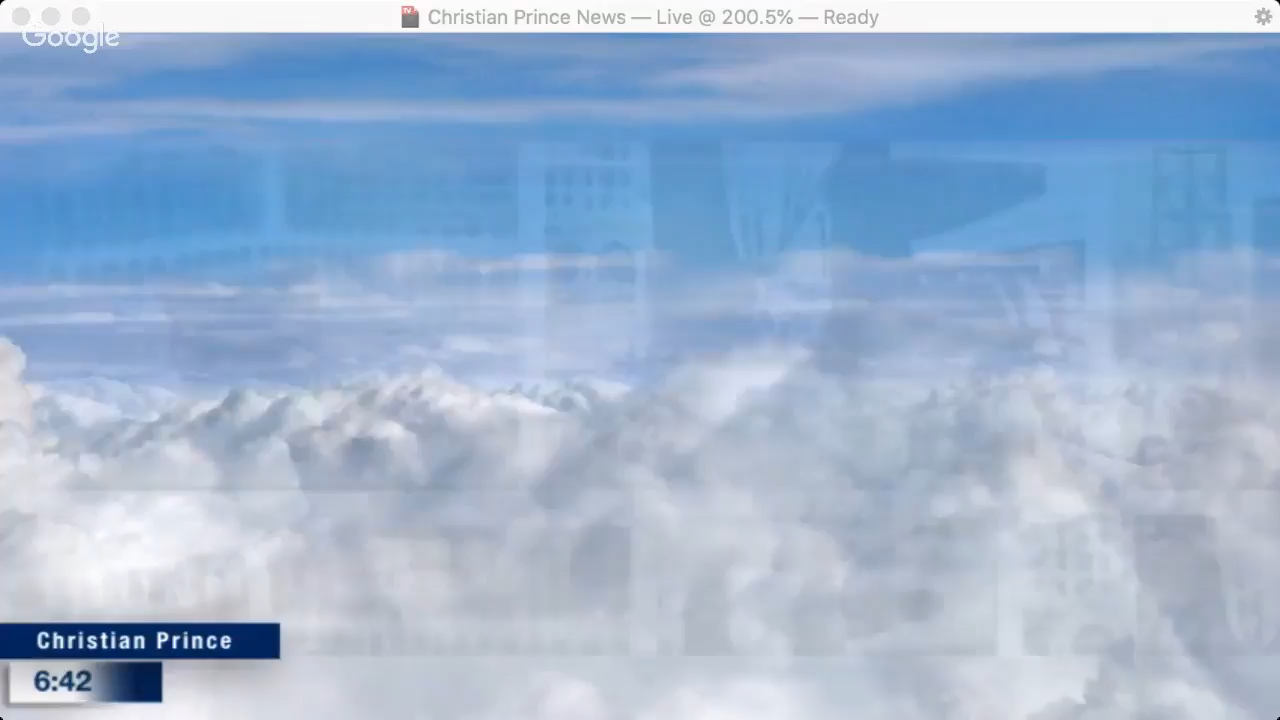 Christian Prince News — Live @ 200.5% — Ready
Google
Christian Prince
6:42